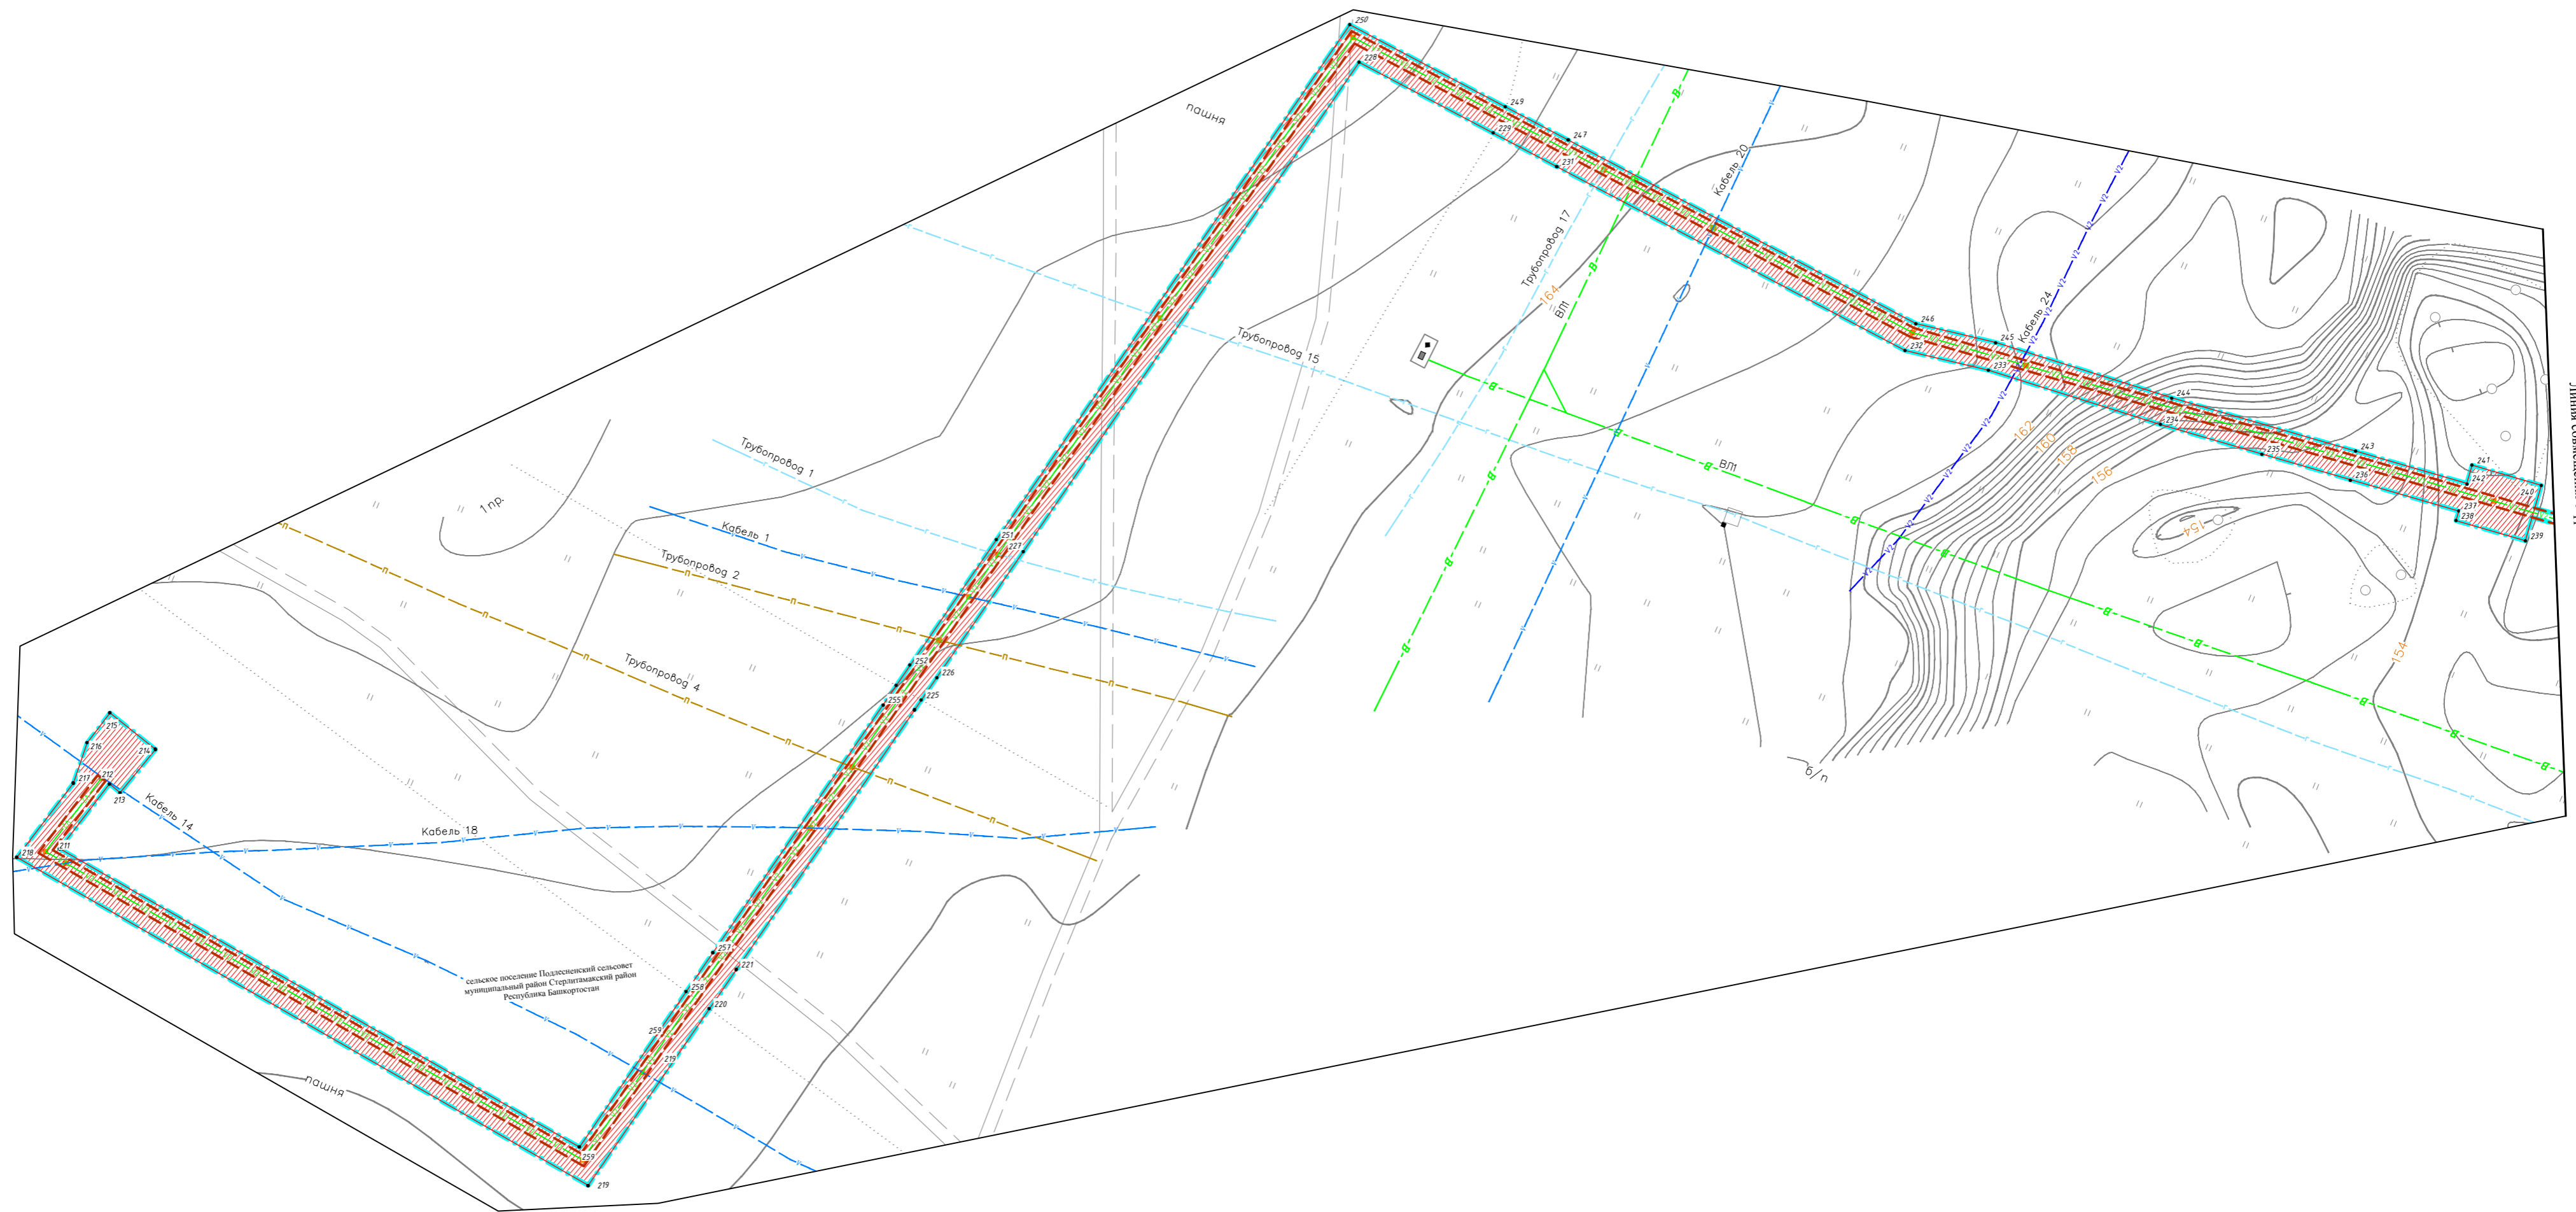 250
228
249
229
247
231
пашня
Кабель 20
Трубопровод 17
164
ВЛ1
Трубопровод 15
246
232
245
233
Кабель 24
244
234
162
160
158
156
243
235
236
241
242
240
237
238
239
154
154
ВЛ1
б/п
Трубопровод 1
Кабель 1
Трубопровод 2
1 пр.
251
227
Трубопровод 4
252
226
255
225
215
216
214
217
212
213
Кабель 14
Кабель 18
211
218
257
221
258
220
259
219
сельское поселение Подлесненский сельсовет
муниципальный район Стерлитамакский район
Республика Башкортостан
пашня
259
219